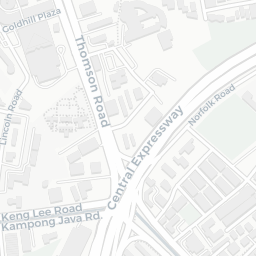 Goldhill Plaza
Thomson Road
Lincoln Road
Central Expressway
Norfolk Road
Keng Lee Road
Kampong Java Rd.